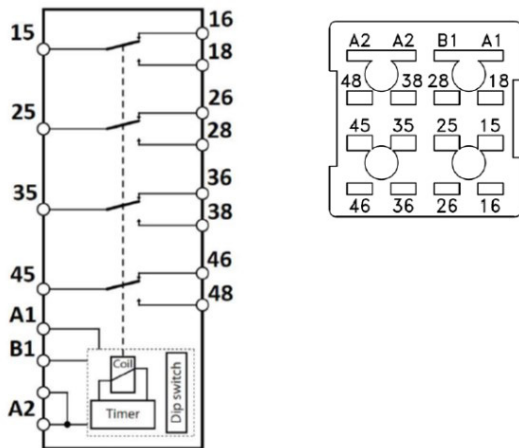 15
16
18
25
26
28
35
36
38
45
46
48
A1
B1
A2
Coil
Timer
Dip switch
A2 A2 B1 A1
48 38 28 18
45 35 25 15
46 36 26 16